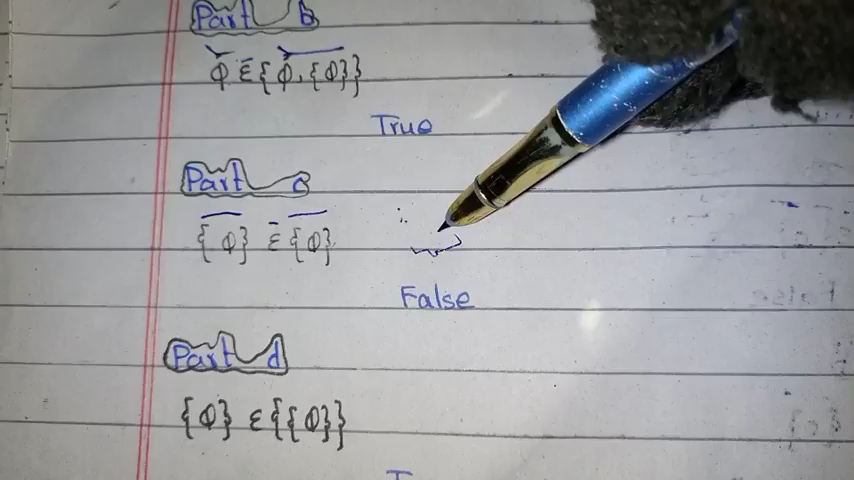 Part b
Φ ε {Φ, {Φ}}
True
Part c
{Φ} ε {Φ}
False
Part d
{Φ} ε {{Φ}}